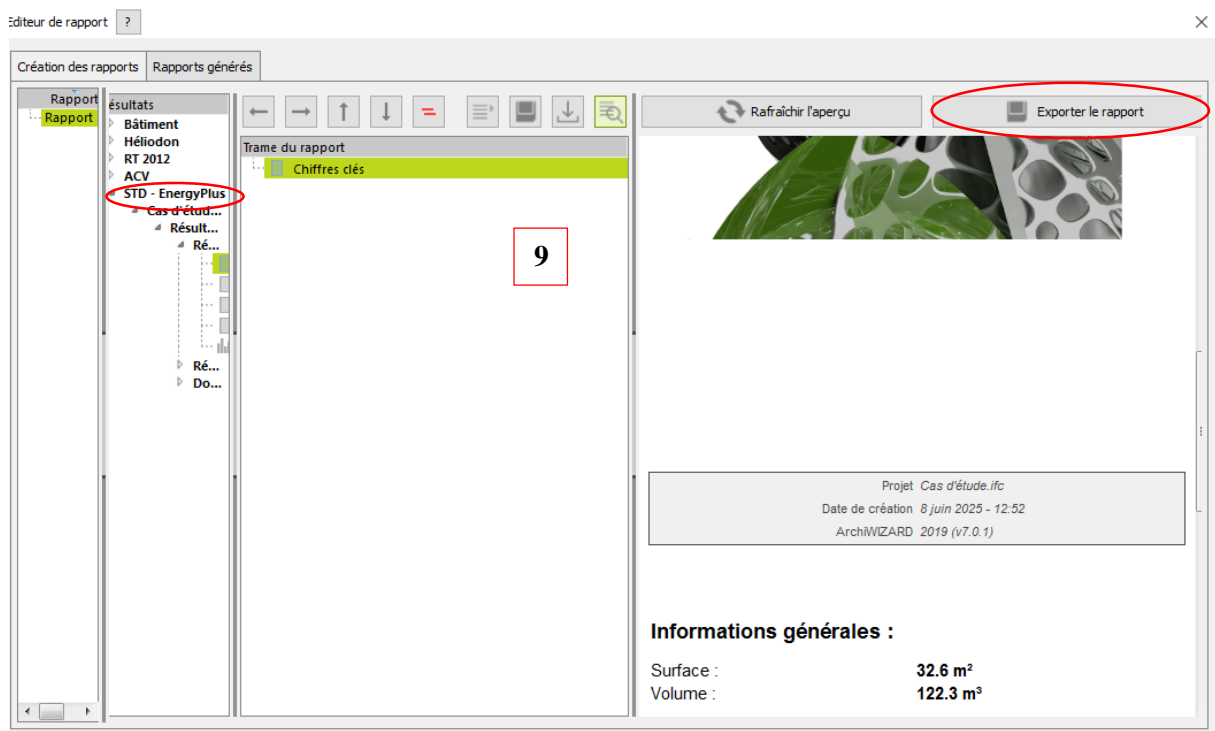 Editeur de rapport ?
Création des rapports Rapports générés
Rapport
Rapport
ésultats
Bâtiment
Héliodon
RT 2012
ACV
STD - EnergyPlus
Cas d'étud...
Résult...
Ré...
Ré...
Do...
Trame du rapport
Chiffres clés
9
Rafraîchir l'aperçu
Exporter le rapport
Projet Cas d'étude.ifc
Date de création 8 juin 2025 - 12:52
ArchiWIZARD 2019 (v7.0.1)
Informations générales :
Surface : 32.6 m²
Volume : 122.3 m³